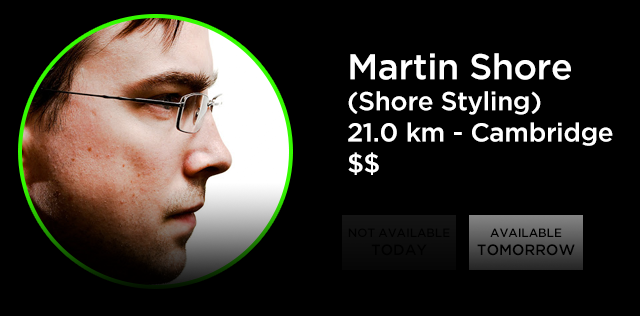 Martin Shore
(Shore Styling)
21.0 km - Cambridge
$$
NOT AVAILABLE
TODAY
AVAILABLE
TOMORROW